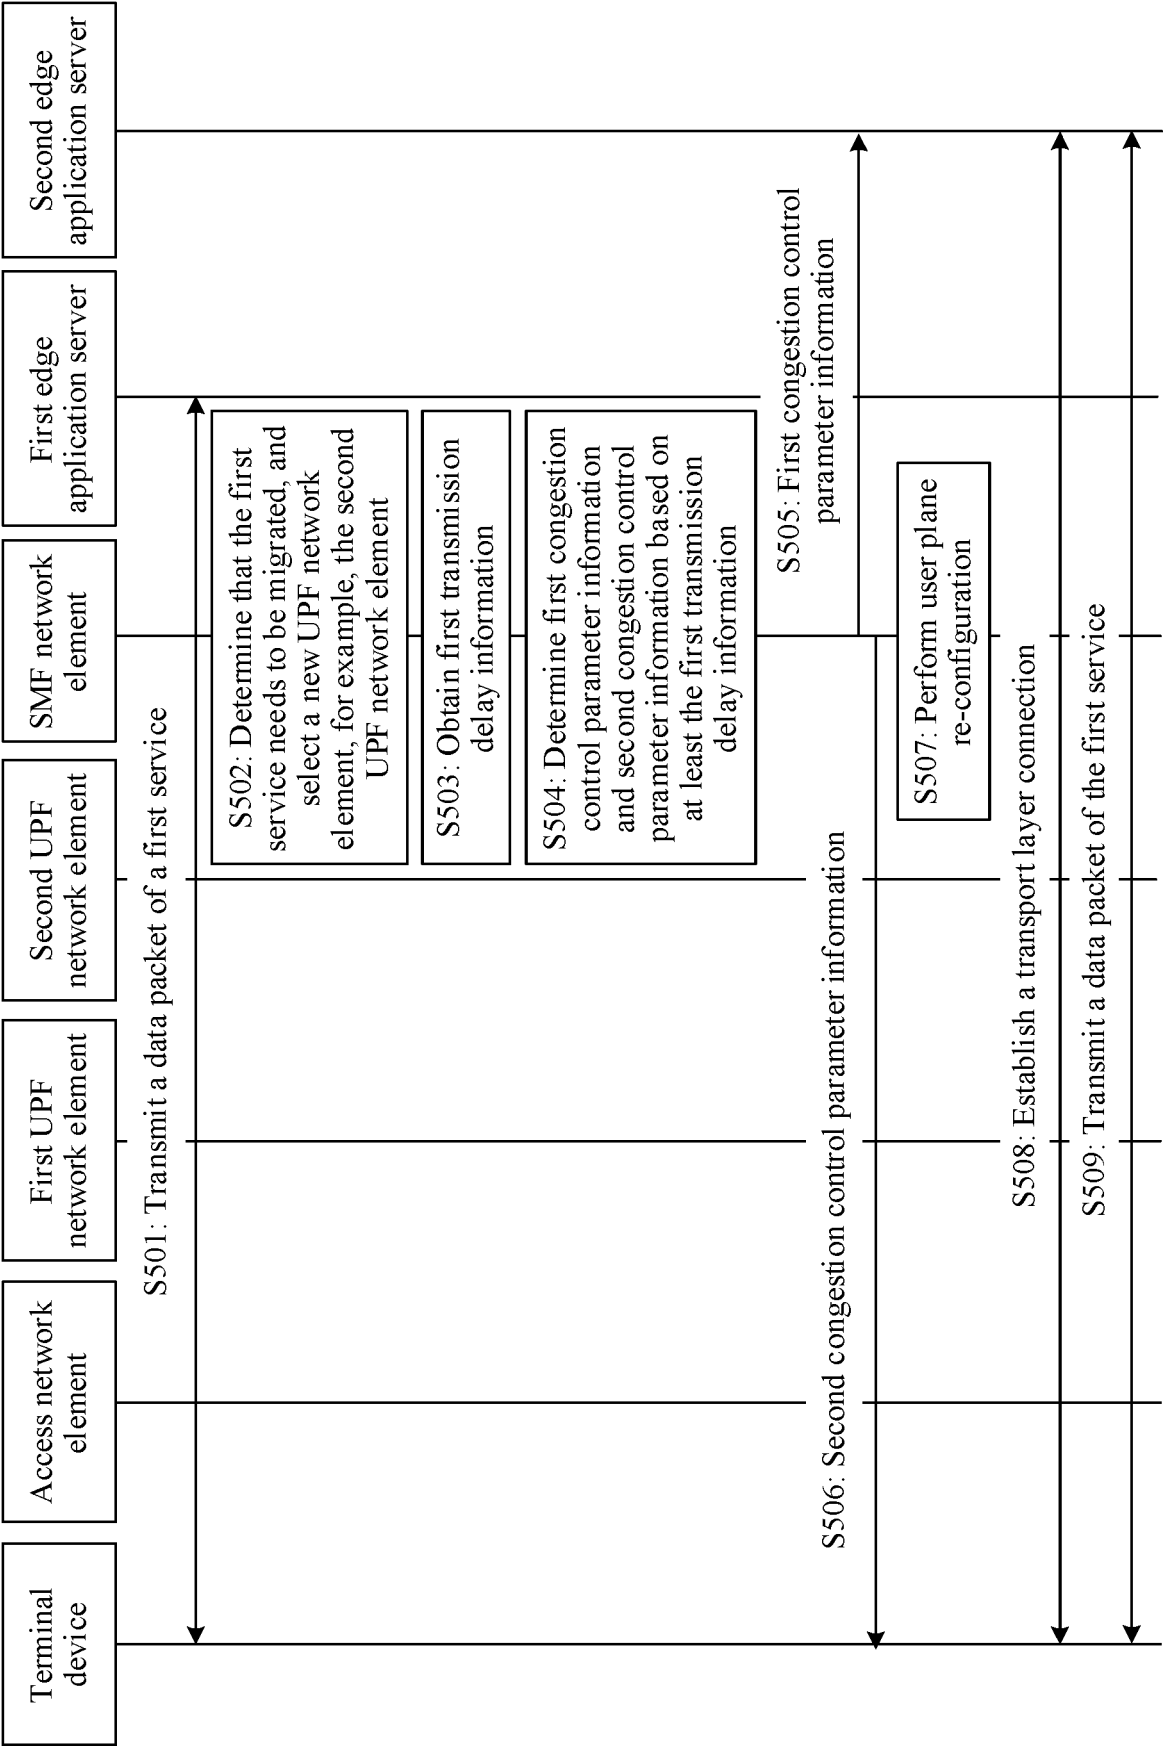 Terminal
device
Access network
element
First UPF
network element
Second UPF
network element
SMF network
element
First edge
application server
Second edge
application server
S501: Transmit a data packet of a first service
S502: Determine that the first
service needs to be migrated, and
select a new UPF network
element, for example, the second
UPF network element
S503: Obtain first transmission
delay information
S504: Determine first congestion
control parameter information
and second congestion control
parameter information based on
at least the first transmission
delay information
S505: First congestion control
parameter information
S506: Second congestion control parameter information
S507: Perform user plane
re-configuration
S508: Establish a transport layer connection
S509: Transmit a data packet of the first service